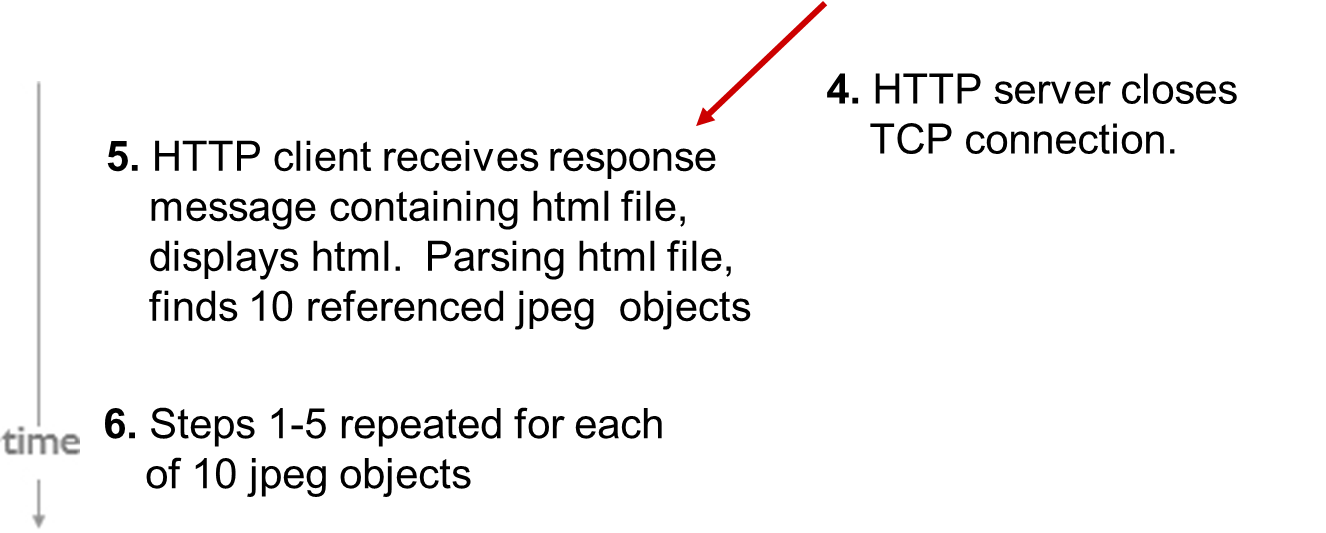 4. HTTP server closes
TCP connection.
5. HTTP client receives response
message containing html file,
displays html.  Parsing html file,
finds 10 referenced jpeg  objects
time
6. Steps 1-5 repeated for each
of 10 jpeg objects